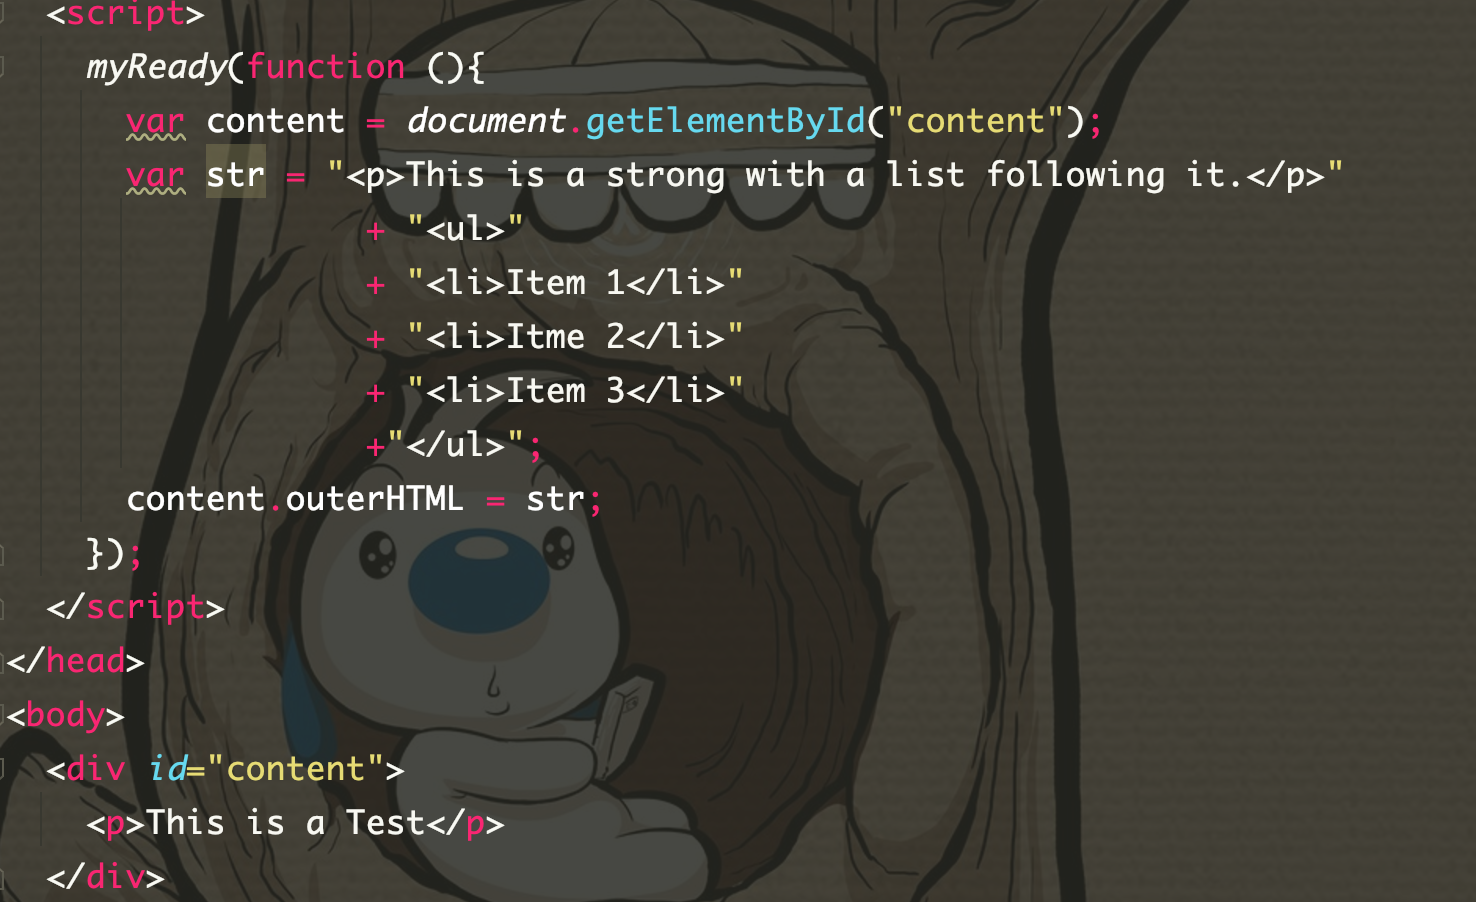 <script>
myReady(function (){
var content = document.getElementById("content");
var str = "<p>This is a strong with a list following it.</p>"
+ "<ul>"
+ "<li>Item 1</li>"
+ "<li>Itme 2</li>"
+ "<li>Item 3</li>"
+"</ul>";
content.outerHTML = str;
});
</script>
</head>
<body>
<div id="content">
<p>This is a Test</p>
</div>